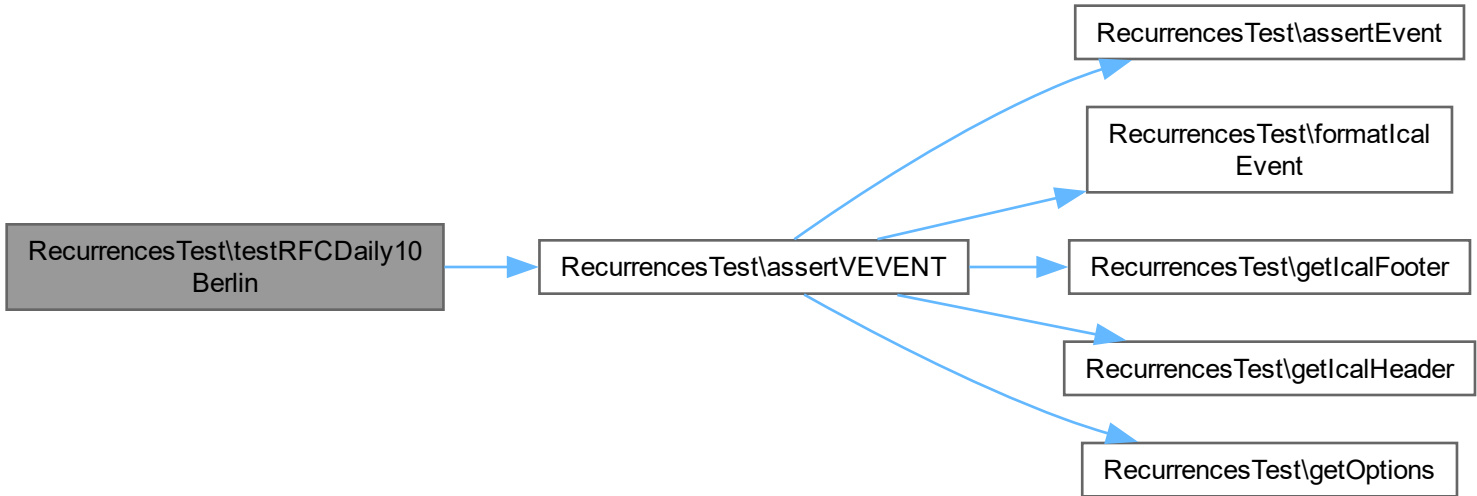 RecurrencesTest\testRFCDaily10
Berlin
RecurrencesTest\assertVEVENT
RecurrencesTest\assertEvent
RecurrencesTest\formatIcal
Event
RecurrencesTest\getIcalFooter
RecurrencesTest\getIcalHeader
RecurrencesTest\getOptions